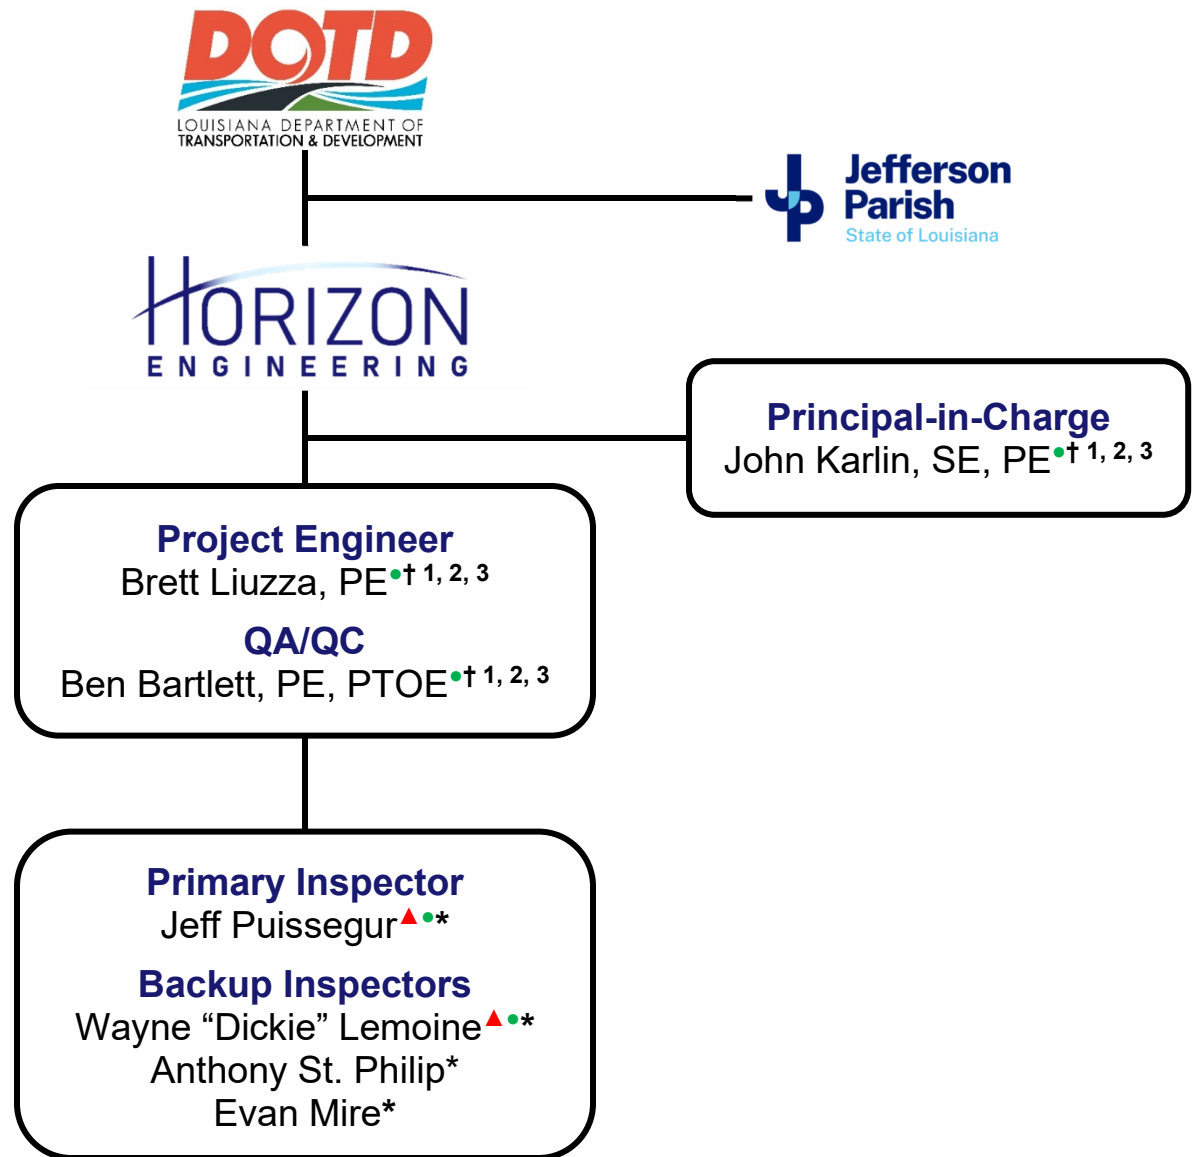 DOTD
LOUISIANA DEPARTMENT OF
TRANSPORTATION & DEVELOPMENT
JP
Jefferson
Parish
State of Louisiana
HORIZON
ENGINEERING
Principal-in-Charge
John Karlin, SE, PE•† 1, 2, 3
Project Engineer
Brett Liuzza, PE•† 1, 2, 3
QA/QC
Ben Bartlett, PE, PTOE•† 1, 2, 3
Primary Inspector
Jeff Puissegur▲•*
Backup Inspectors
Wayne “Dickie” Lemoine▲•*
Anthony St. Philip*
Evan Mire*